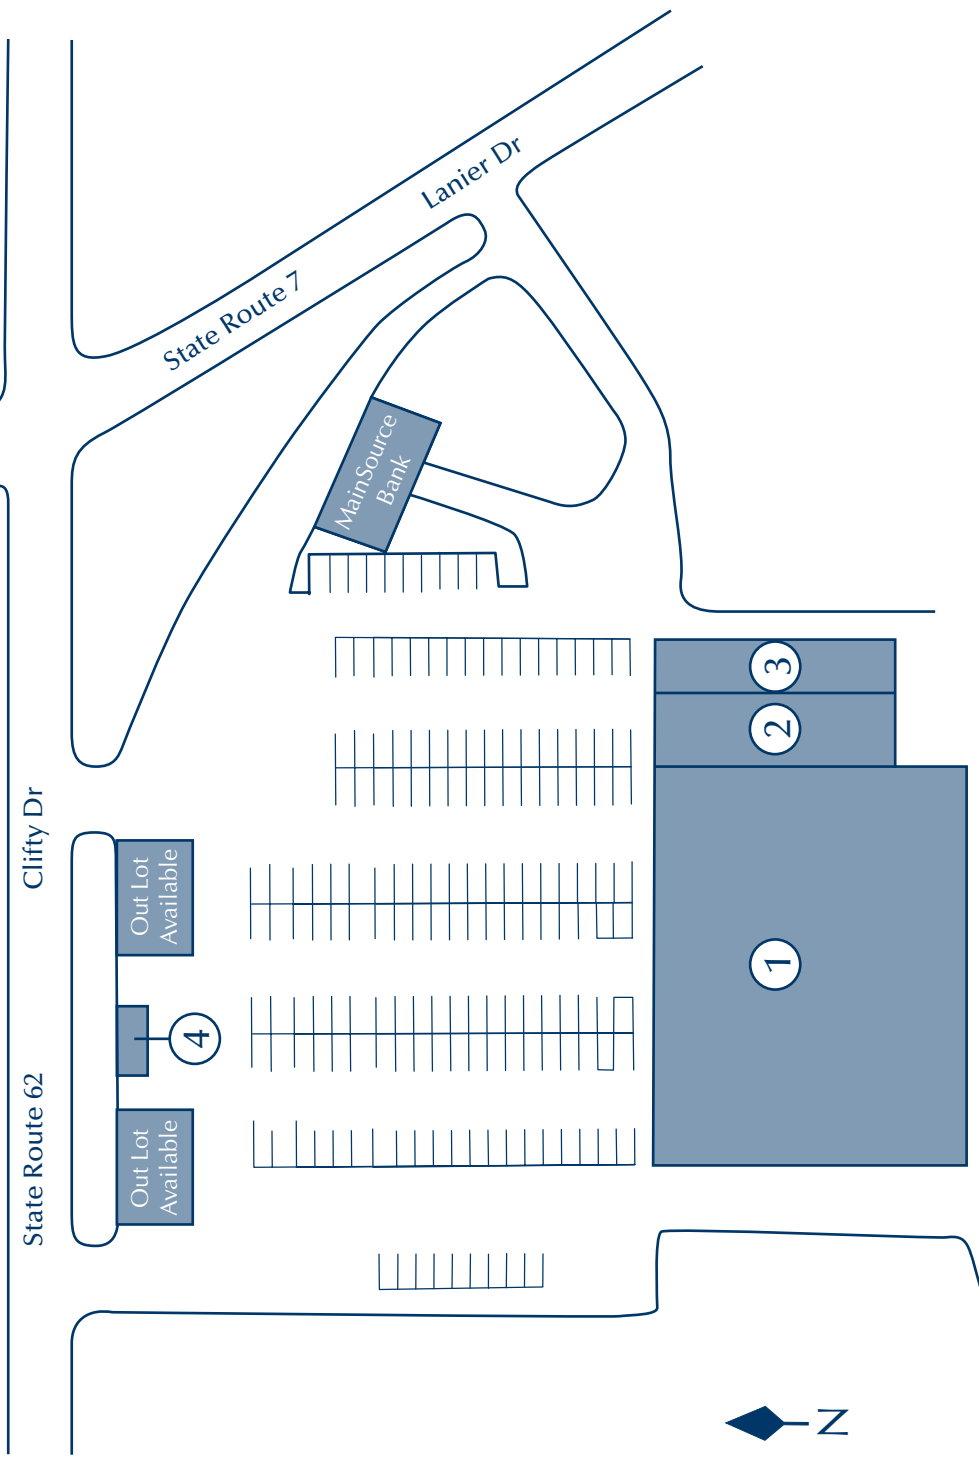 Lanier Dr
State Route 7
MainSource
Bank
3
2
Clifty Dr
Out Lot
Available
1
4
State Route 62
Out Lot
Available
N